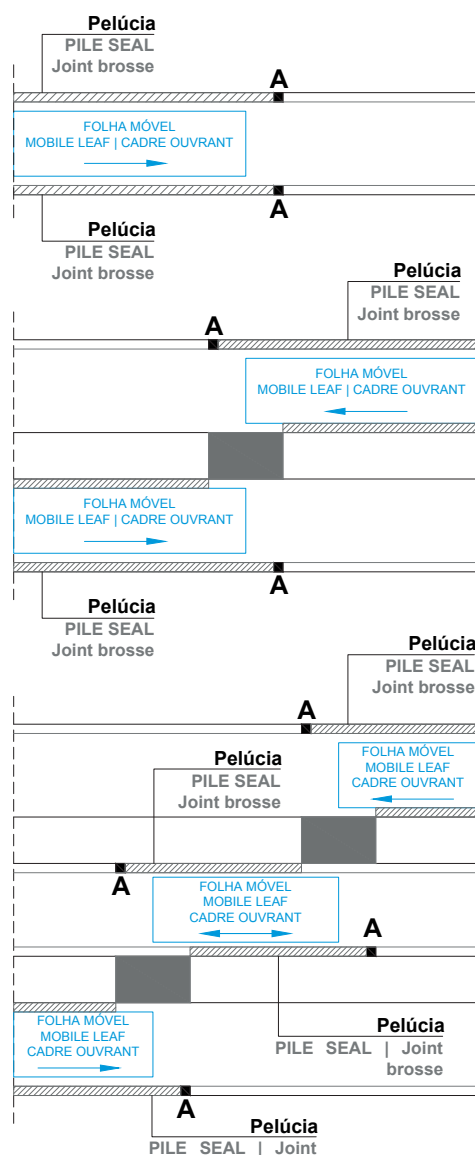 Pelúcia
PILE SEAL
Joint brosse
A
FOLHA MÓVEL
MOBILE LEAF | CADRE OUVRANT
A
Pelúcia
PILE SEAL
Joint brosse
Pelúcia
PILE SEAL
Joint brosse
A
FOLHA MÓVEL
MOBILE LEAF | CADRE OUVRANT
FOLHA MÓVEL
MOBILE LEAF | CADRE OUVRANT
A
Pelúcia
PILE SEAL
Joint brosse
Pelúcia
PILE SEAL
Joint brosse
A
FOLHA MÓVEL
MOBILE LEAF
CADRE OUVRANT
Pelúcia
PILE SEAL
Joint brosse
A
FOLHA MÓVEL
MOBILE LEAF
CADRE OUVRANT
A
FOLHA MÓVEL
MOBILE LEAF
CADRE OUVRANT
Pelúcia
PILE SEAL | Joint
brosse
A
Pelúcia
PILE SEAL | Joint